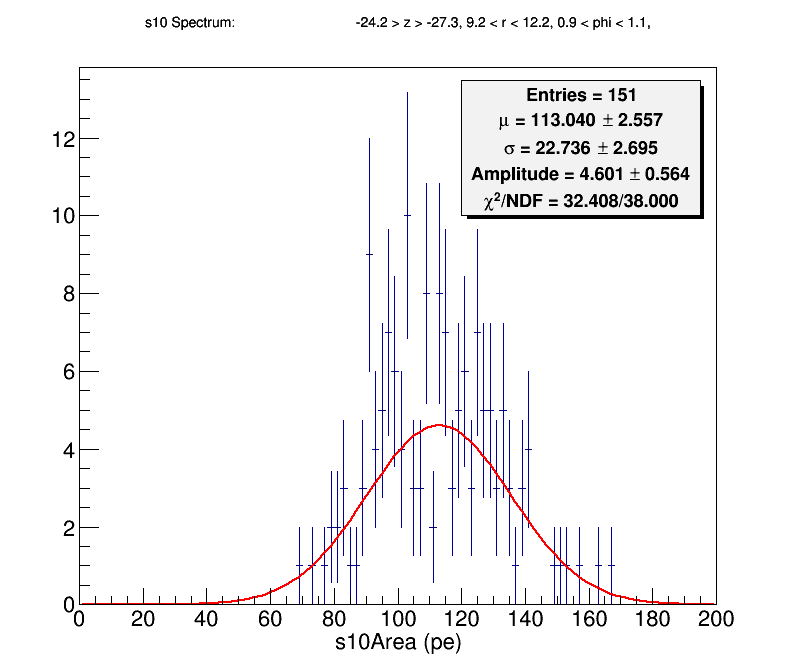 s10 Spectrum: -24.2 > z > -27.3, 9.2 < r < 12.2, 0.9 < phi < 1.1,
Entries = 151
μ = 113.040 ± 2.557
σ = 22.736 ± 2.695
Amplitude = 4.601 ± 0.564
χ²/NDF = 32.408/38.000
12
10
8
6
4
2
0
0 20 40 60 80 100 120 140 160 180 200
s10Area (pe)